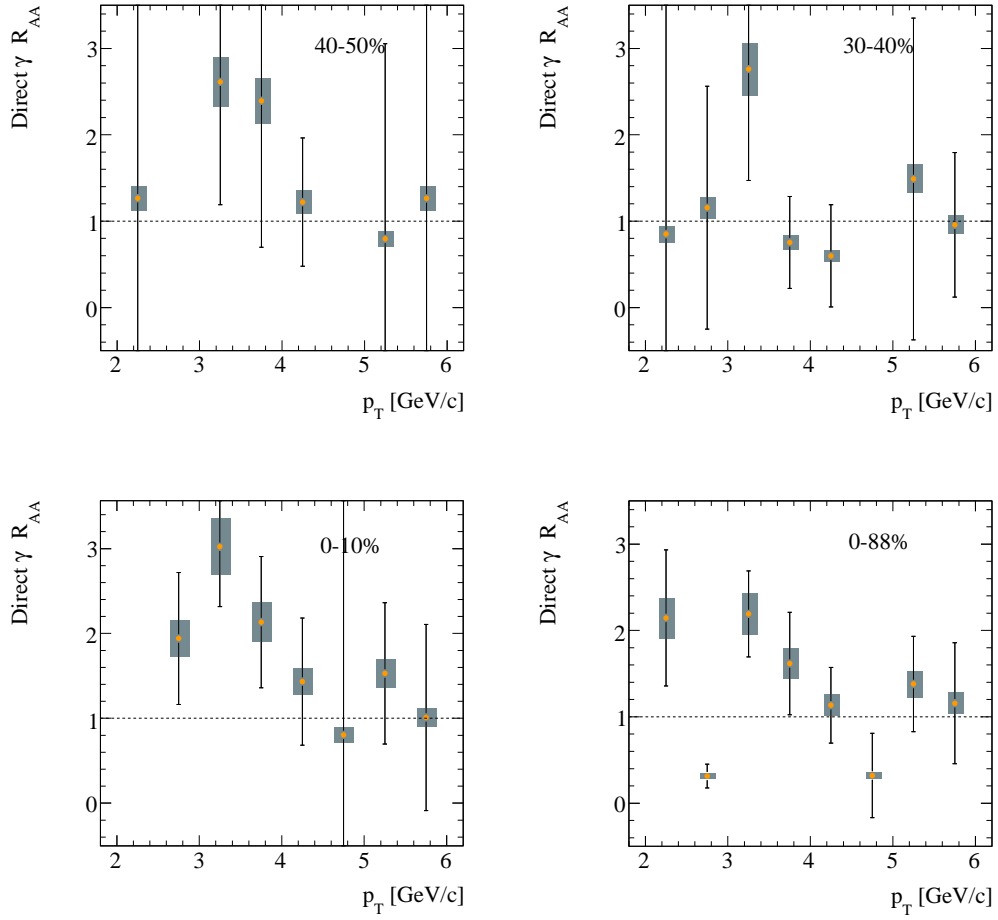 Direct γ R_AA
40-50%
3
2
1
0
2 3 4 5 6
p_T [GeV/c]
Direct γ R_AA
30-40%
3
2
1
0
2 3 4 5 6
p_T [GeV/c]
Direct γ R_AA
0-10%
3
2
1
0
2 3 4 5 6
p_T [GeV/c]
Direct γ R_AA
0-88%
3
2
1
0
2 3 4 5 6
p_T [GeV/c]